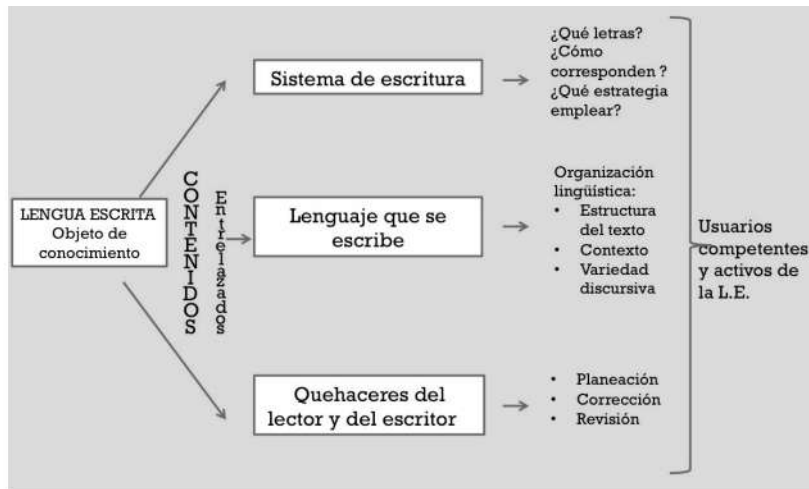 LENGUA ESCRITA
Objeto de
conocimiento
CONTENIDOS
Entrelazados
Sistema de escritura
¿Qué letras?
¿Cómo
corresponden ?
¿Qué estrategia
emplear?
Lenguaje que se
escribe
Organización
lingüística:
• Estructura
del texto
• Contexto
• Variedad
discursiva
Quehaceres del
lector y del escritor
• Planeación
• Corrección
• Revisión
Usuarios
competentes
y activos de
la L.E.